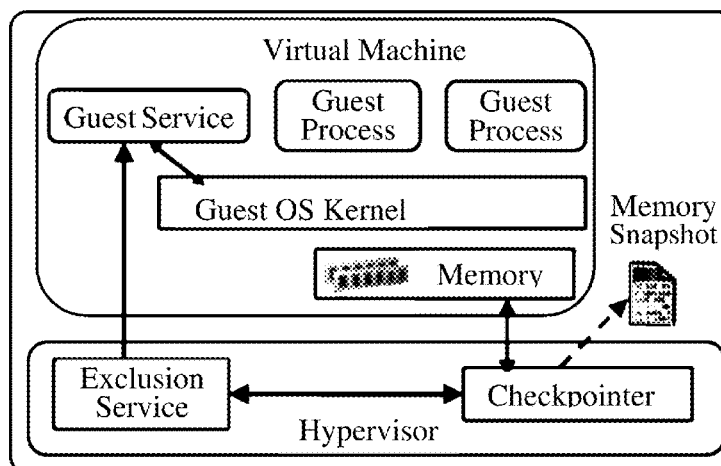 Virtual Machine
Guest Service
Guest
Process
Guest
Process
Guest OS Kernel
Memory
Snapshot
Memory
Exclusion
Service
Checkpointer
Hypervisor